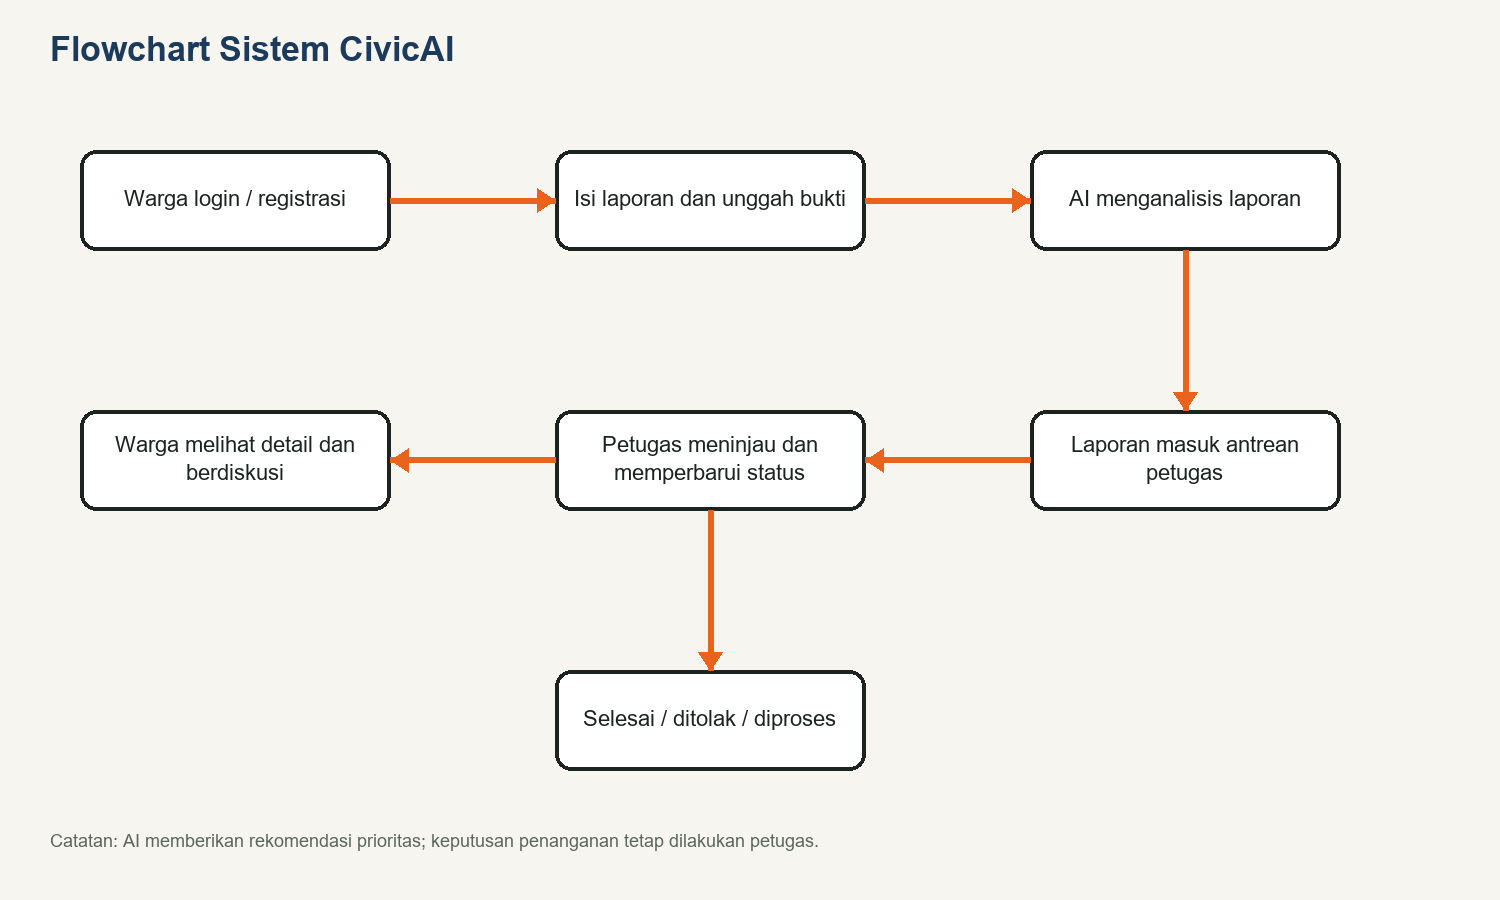 Flowchart Sistem CivicAI
Warga login / registrasi
Isi laporan dan unggah bukti
AI menganalisis laporan
Warga melihat detail dan
berdiskusi
Petugas meninjau dan
memperbarui status
Laporan masuk antrean
petugas
Selesai / ditolak / diproses
Catatan: AI memberikan rekomendasi prioritas; keputusan penanganan tetap dilakukan petugas.